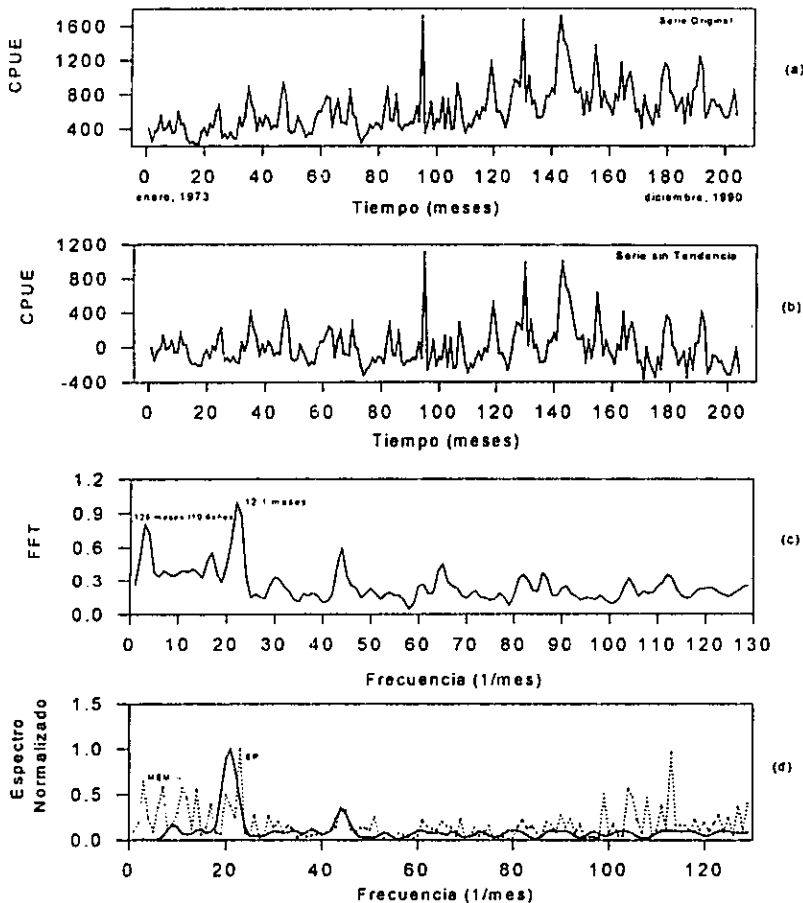 1600
1200
800
400
CPUE
Serie Original
(a)
0 20 40 60 80 100 120 140 160 180 200
enero, 1973
diciembre, 1990
Tiempo (meses)
1200
800
400
0
-400
CPUE
Serie sin Tendencia
(b)
0 20 40 60 80 100 120 140 160 180 200
Tiempo (meses)
1.2
0.9
0.6
0.3
0.0
FFT
126 meses
12.1 meses
(c)
0 10 20 30 40 50 60 70 80 90 100 110 120 130
Frecuencia (1/mes)
1.5
1.0
0.5
0.0
Espectro
Normalizado
MEM
EP
(d)
0 20 40 60 80 100 120
Frecuencia (1/mes)